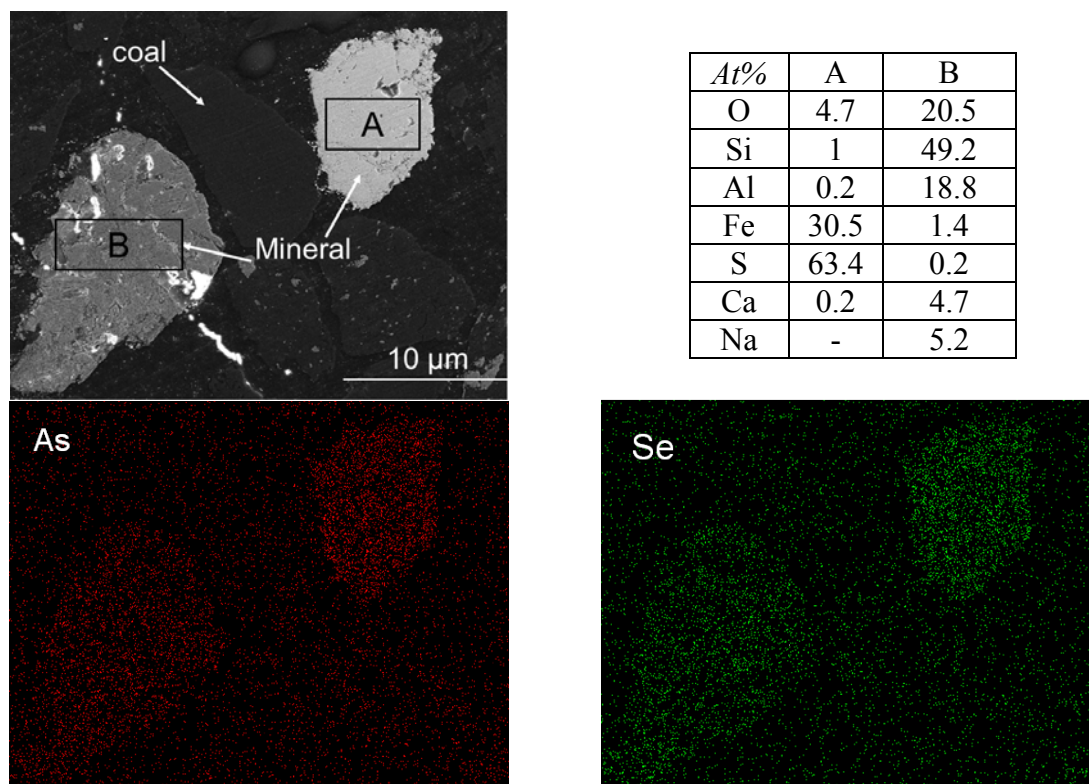 coal
A
Mineral
B
10 µm
At% A B
O 4.7 20.5
Si 1 49.2
Al 0.2 18.8
Fe 30.5 1.4
S 63.4 0.2
Ca 0.2 4.7
Na - 5.2
As
Se